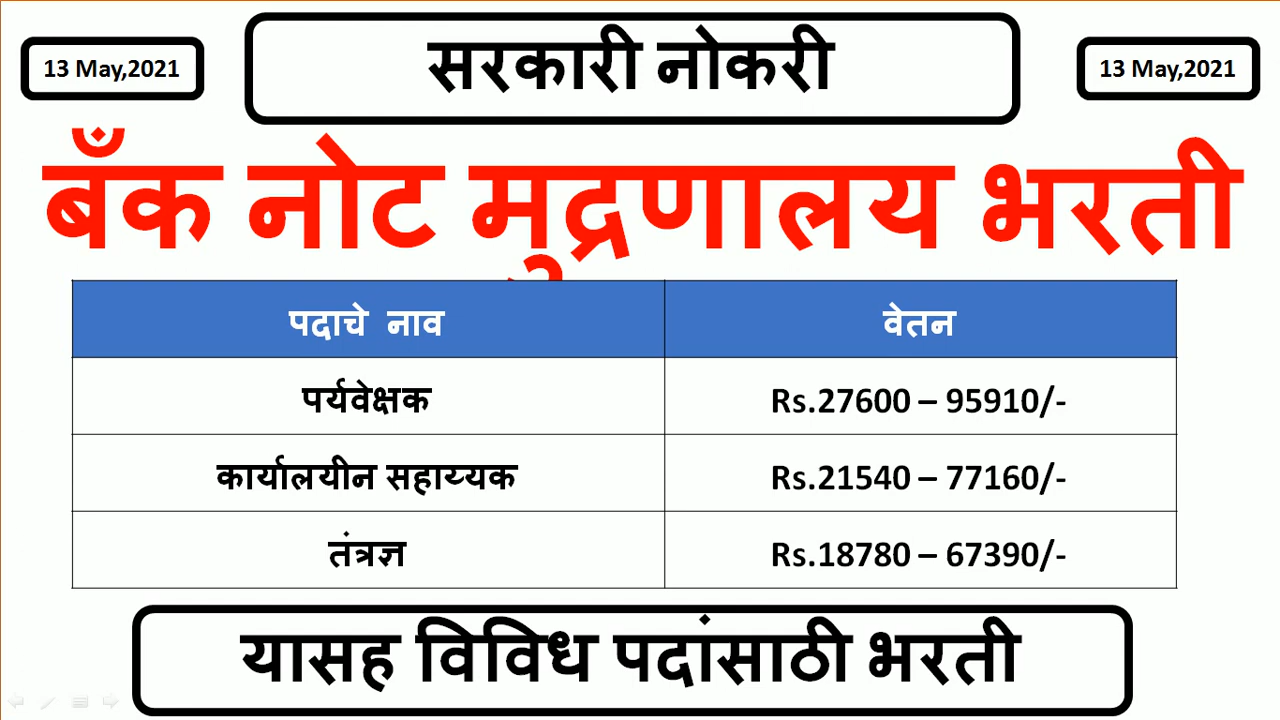 13 May,2021 सरकारी नोकरी 13 May,2021
बँक नोट मुद्रणालय भरती
पदाचे नाव वेतन
पर्यवेक्षक Rs.27600 – 95910/-
कार्यालयीन सहाय्यक Rs.21540 – 77160/-
तंत्रज्ञ Rs.18780 – 67390/-
यासह विविध पदांसाठी भरती